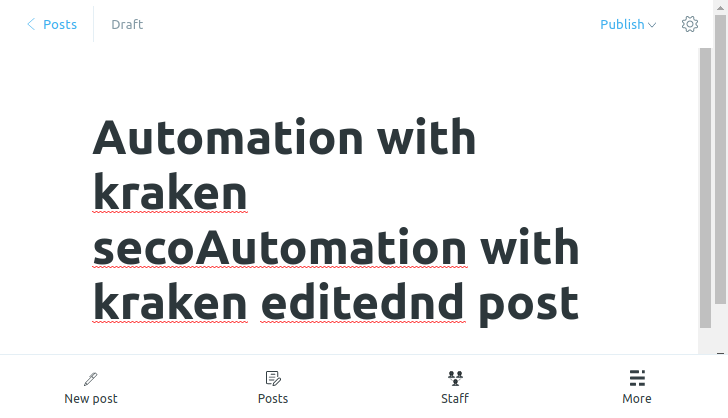 Posts
Draft
Publish
Automation with
kraken
secoAutomation with
kraken editednd post
New post
Posts
Staff
More